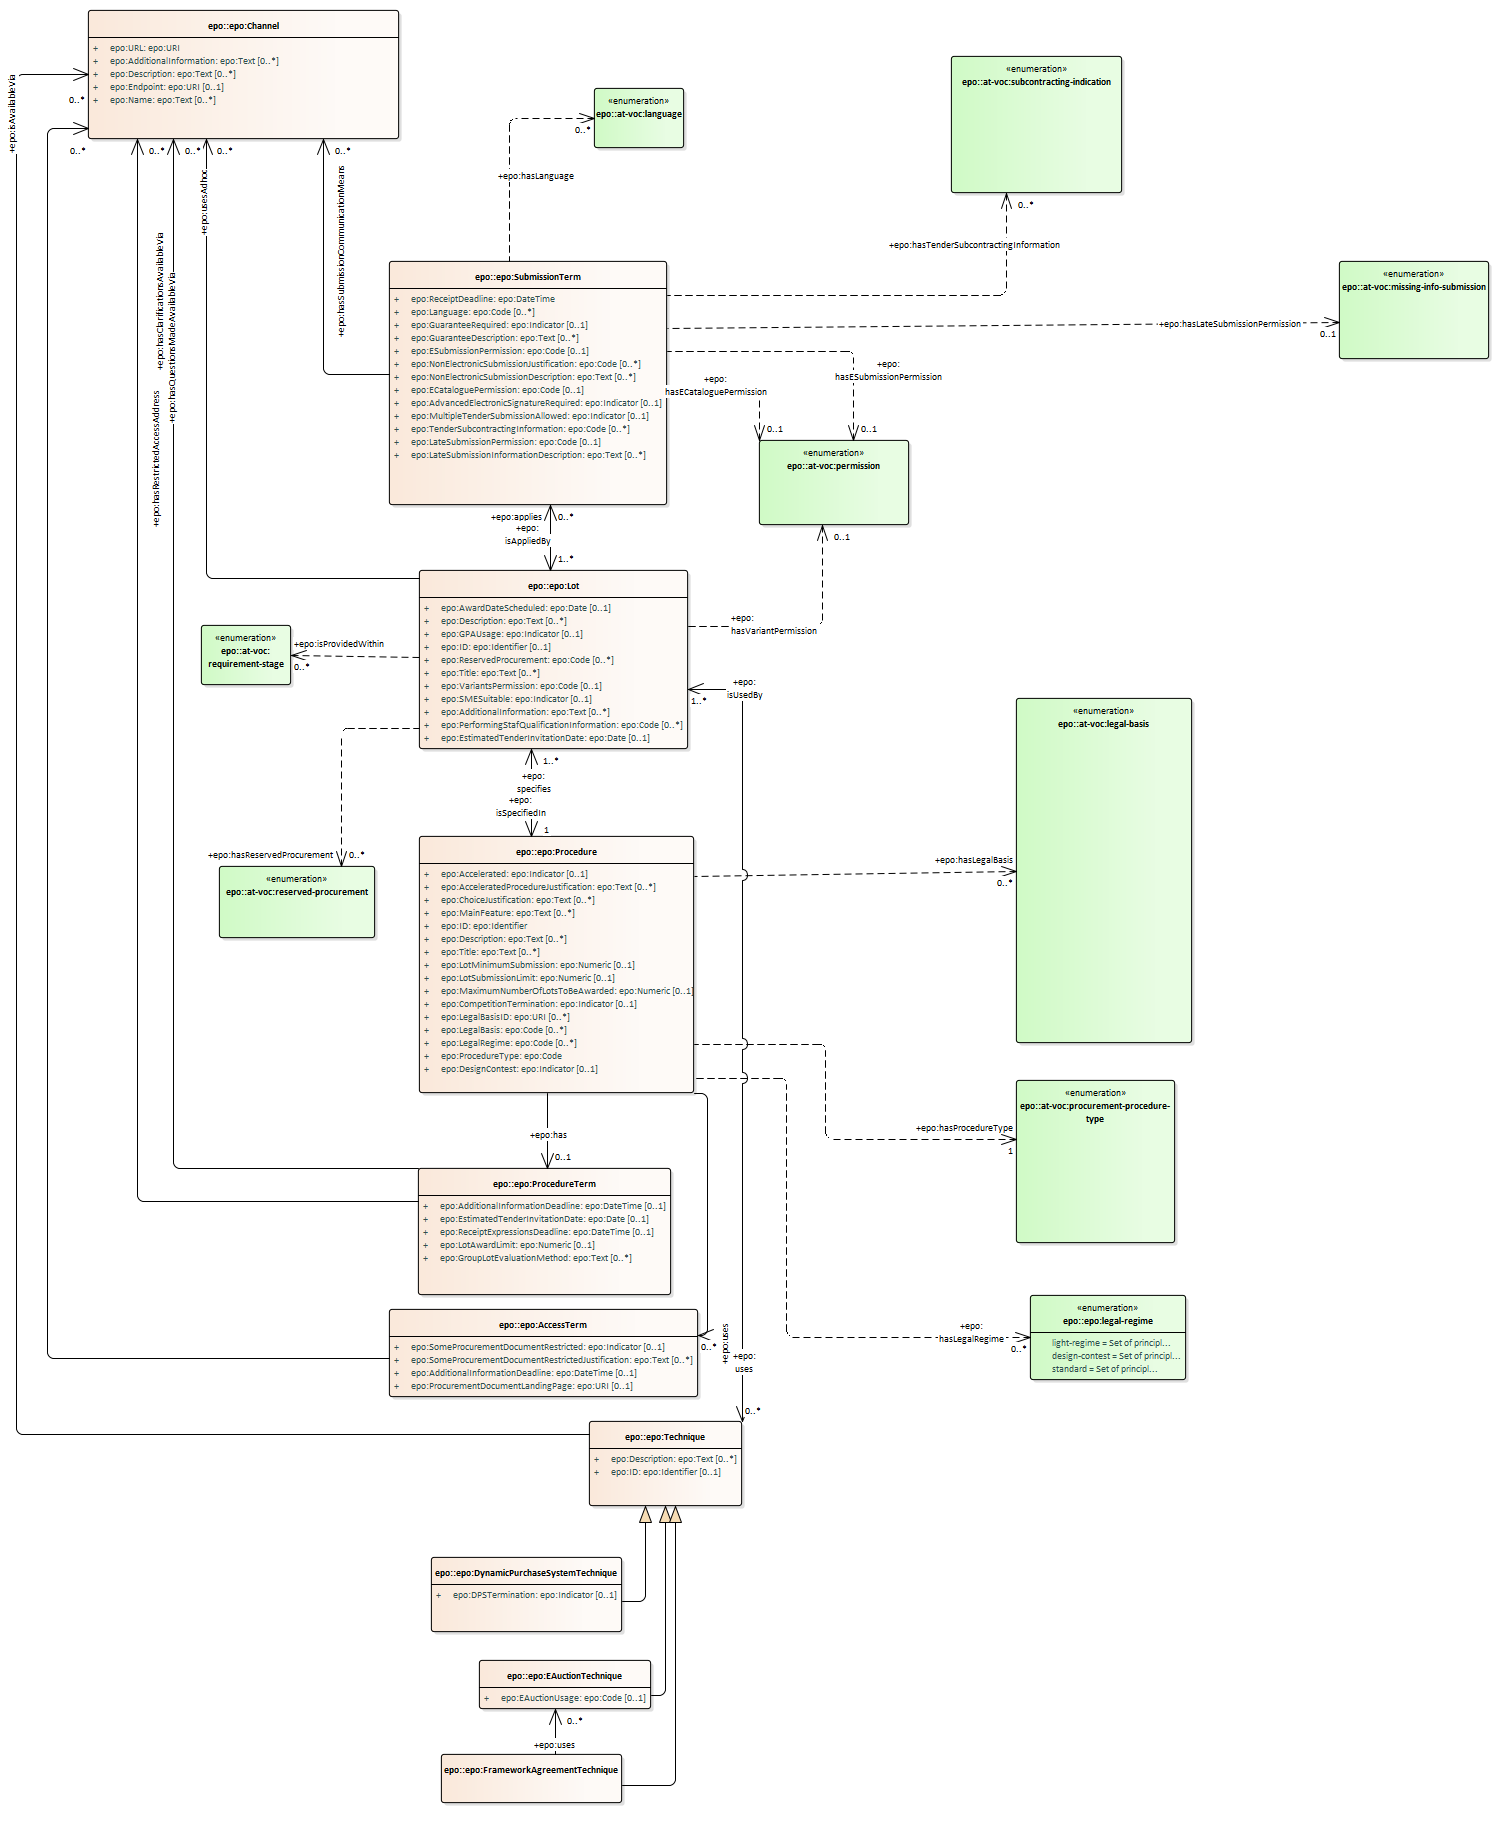 epo::epo:Channel
+ epo:URL: epo:URI
+ epo:AdditionalInformation: epo:Text [0..*]
+ epo:Description: epo:Text [0..*]
+ epo:Endpoint: epo:URI [0..1]
+ epo:Name: epo:Text [0..*]
+epo:isAvailableVia
0..*
0..*
0..*
0..*
0..*
0..*
+epo:usesAdhoc
+epo:hasSubmissionCommunicationMeans
+epo:hasClarificationsAvailableVia
+epo:hasQuestionsMadeAvailableVia
+epo:hasRestrictedAccessAddress
«enumeration»
epo::at-voc:language
0..*
+epo:hasLanguage
«enumeration»
epo::at-voc:subcontracting-indication
0..*
+epo:hasTenderSubcontractingInformation
«enumeration»
epo::at-voc:missing-info-submission
+epo:hasLateSubmissionPermission
0..1
epo::epo:SubmissionTerm
+ epo:ReceiptDeadline: epo:DateTime
+ epo:Language: epo:Code [0..*]
+ epo:GuaranteeRequired: epo:Indicator [0..1]
+ epo:GuaranteeDescription: epo:Text [0..*]
+ epo:ESubmissionPermission: epo:Code [0..1]
+ epo:NonElectronicSubmissionJustification: epo:Code [0..*]
+ epo:NonElectronicSubmissionDescription: epo:Text [0..*]
+ epo:ECataloguePermission: epo:Code [0..1]
+ epo:AdvancedElectronicSignatureRequired: epo:Indicator [0..1]
+ epo:MultipleTenderSubmissionAllowed: epo:Indicator [0..1]
+ epo:TenderSubcontractingInformation: epo:Code [0..*]
+ epo:LateSubmissionPermission: epo:Code [0..1]
+ epo:LateSubmissionInformationDescription: epo:Text [0..*]
+epo:
hasESubmissionPermission
+epo:
hasECataloguePermission
0..1
0..1
«enumeration»
epo::at-voc:permission
0..1
+epo:applies
0..*
+epo:
isAppliedBy
1..*
epo::epo:Lot
+ epo:AwardDateScheduled: epo:Date [0..1]
+ epo:Description: epo:Text [0..*]
+ epo:GPAUsage: epo:Indicator [0..1]
+ epo:ID: epo:Identifier [0..1]
+ epo:ReservedProcurement: epo:Code [0..*]
+ epo:Title: epo:Text [0..*]
+ epo:VariantsPermission: epo:Code [0..1]
+ epo:SMESuitable: epo:Indicator [0..1]
+ epo:AdditionalInformation: epo:Text [0..*]
+ epo:PerformingStafQualificationInformation: epo:Code [0..*]
+ epo:EstimatedTenderInvitationDate: epo:Date [0..1]
+epo:
hasVariantPermission
«enumeration»
epo::at-voc:
requirement-stage
+epo:isProvidedWithin
0..*
+epo:
isUsedBy
1..*
1..*
+epo:
specifies
+epo:
isSpecifiedIn
1
+epo:hasReservedProcurement
0..*
«enumeration»
epo::at-voc:reserved-procurement
«enumeration»
epo::at-voc:legal-basis
+epo:hasLegalBasis
0..*
epo::epo:Procedure
+ epo:Accelerated: epo:Indicator [0..1]
+ epo:AcceleratedProcedureJustification: epo:Text [0..*]
+ epo:ChoiceJustification: epo:Text [0..*]
+ epo:MainFeature: epo:Text [0..*]
+ epo:ID: epo:Identifier
+ epo:Description: epo:Text [0..*]
+ epo:Title: epo:Text [0..*]
+ epo:LotMinimumSubmission: epo:Numeric [0..1]
+ epo:LotSubmissionLimit: epo:Numeric [0..1]
+ epo:MaximumNumberOfLotsToBeAwarded: epo:Numeric [0..1]
+ epo:CompetitionTermination: epo:Indicator [0..1]
+ epo:LegalBasisID: epo:URI [0..*]
+ epo:LegalBasis: epo:Code [0..*]
+ epo:LegalRegime: epo:Code [0..*]
+ epo:ProcedureType: epo:Code
+ epo:DesignContest: epo:Indicator [0..1]
«enumeration»
epo::at-voc:procurement-procedure-
type
+epo:hasProcedureType
1
+epo:has
0..1
epo::epo:ProcedureTerm
+ epo:AdditionalInformationDeadline: epo:DateTime [0..1]
+ epo:EstimatedTenderInvitationDate: epo:Date [0..1]
+ epo:ReceiptExpressionsDeadline: epo:DateTime [0..1]
+ epo:LotAwardLimit: epo:Numeric [0..1]
+ epo:GroupLotEvaluationMethod: epo:Text [0..*]
«enumeration»
epo::epo:legal-regime
light-regime = Set of principl...
design-contest = Set of principl...
standard = Set of principl...
+epo:
hasLegalRegime
0..*
epo::epo:AccessTerm
+ epo:SomeProcurementDocumentRestricted: epo:Indicator [0..1]
+ epo:SomeProcurementDocumentRestrictedJustification: epo:Text [0..*]
+ epo:AdditionalInformationDeadline: epo:DateTime [0..1]
+ epo:ProcurementDocumentLandingPage: epo:URI [0..1]
0..*
+epo:uses
+epo:
uses
0..*
epo::epo:Technique
+ epo:Description: epo:Text [0..*]
+ epo:ID: epo:Identifier [0..1]
epo::epo:DynamicPurchaseSystemTechnique
+ epo:DPSTermination: epo:Indicator [0..1]
epo::epo:EAuctionTechnique
+ epo:EAuctionUsage: epo:Code [0..1]
0..*
+epo:uses
epo::epo:FrameworkAgreementTechnique